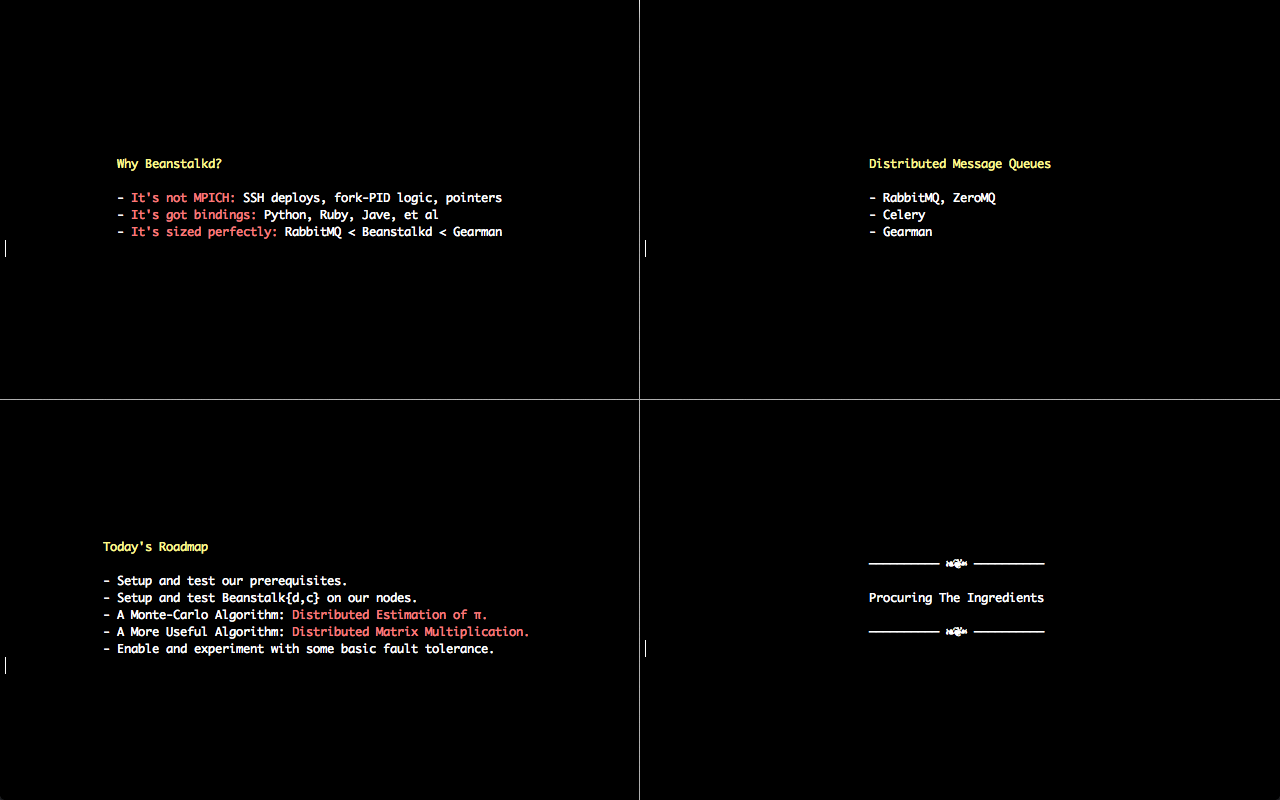 Why Beanstalkd?
- It's not MPICH: SSH deploys, fork-PID logic, pointers
- It's got bindings: Python, Ruby, Jave, et al
- It's sized perfectly: RabbitMQ < Beanstalkd < Gearman
Distributed Message Queues
- RabbitMQ, ZeroMQ
- Celery
- Gearman
Today's Roadmap
- Setup and test our prerequisites.
- Setup and test Beanstalk{d,c} on our nodes.
- A Monte-Carlo Algorithm: Distributed Estimation of π.
- A More Useful Algorithm: Distributed Matrix Multiplication.
- Enable and experiment with some basic fault tolerance.
Procuring The Ingredients